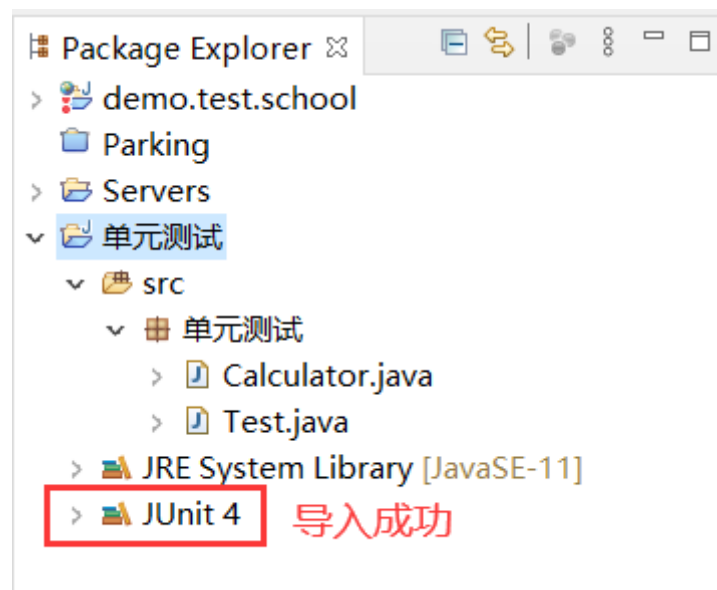 Package Explorer
demo.test.school
Parking
Servers
单元测试
src
单元测试
Calculator.java
Test.java
JRE System Library [JavaSE-11]
JUnit 4 导入成功